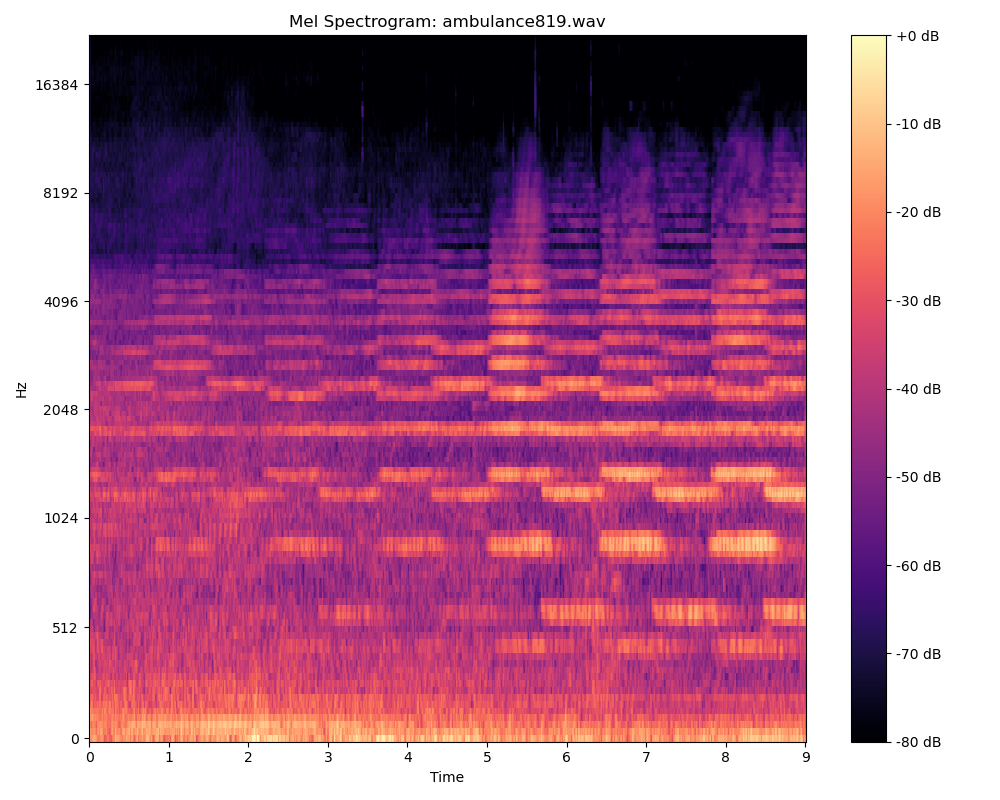 Mel Spectrogram: ambulance819.wav
+0 dB
16384
-10 dB
8192
-20 dB
4096
-30 dB
Hz
2048
-40 dB
-50 dB
1024
-60 dB
512
-70 dB
0
-80 dB
0 1 2 3 4 5 6 7 8 9
Time